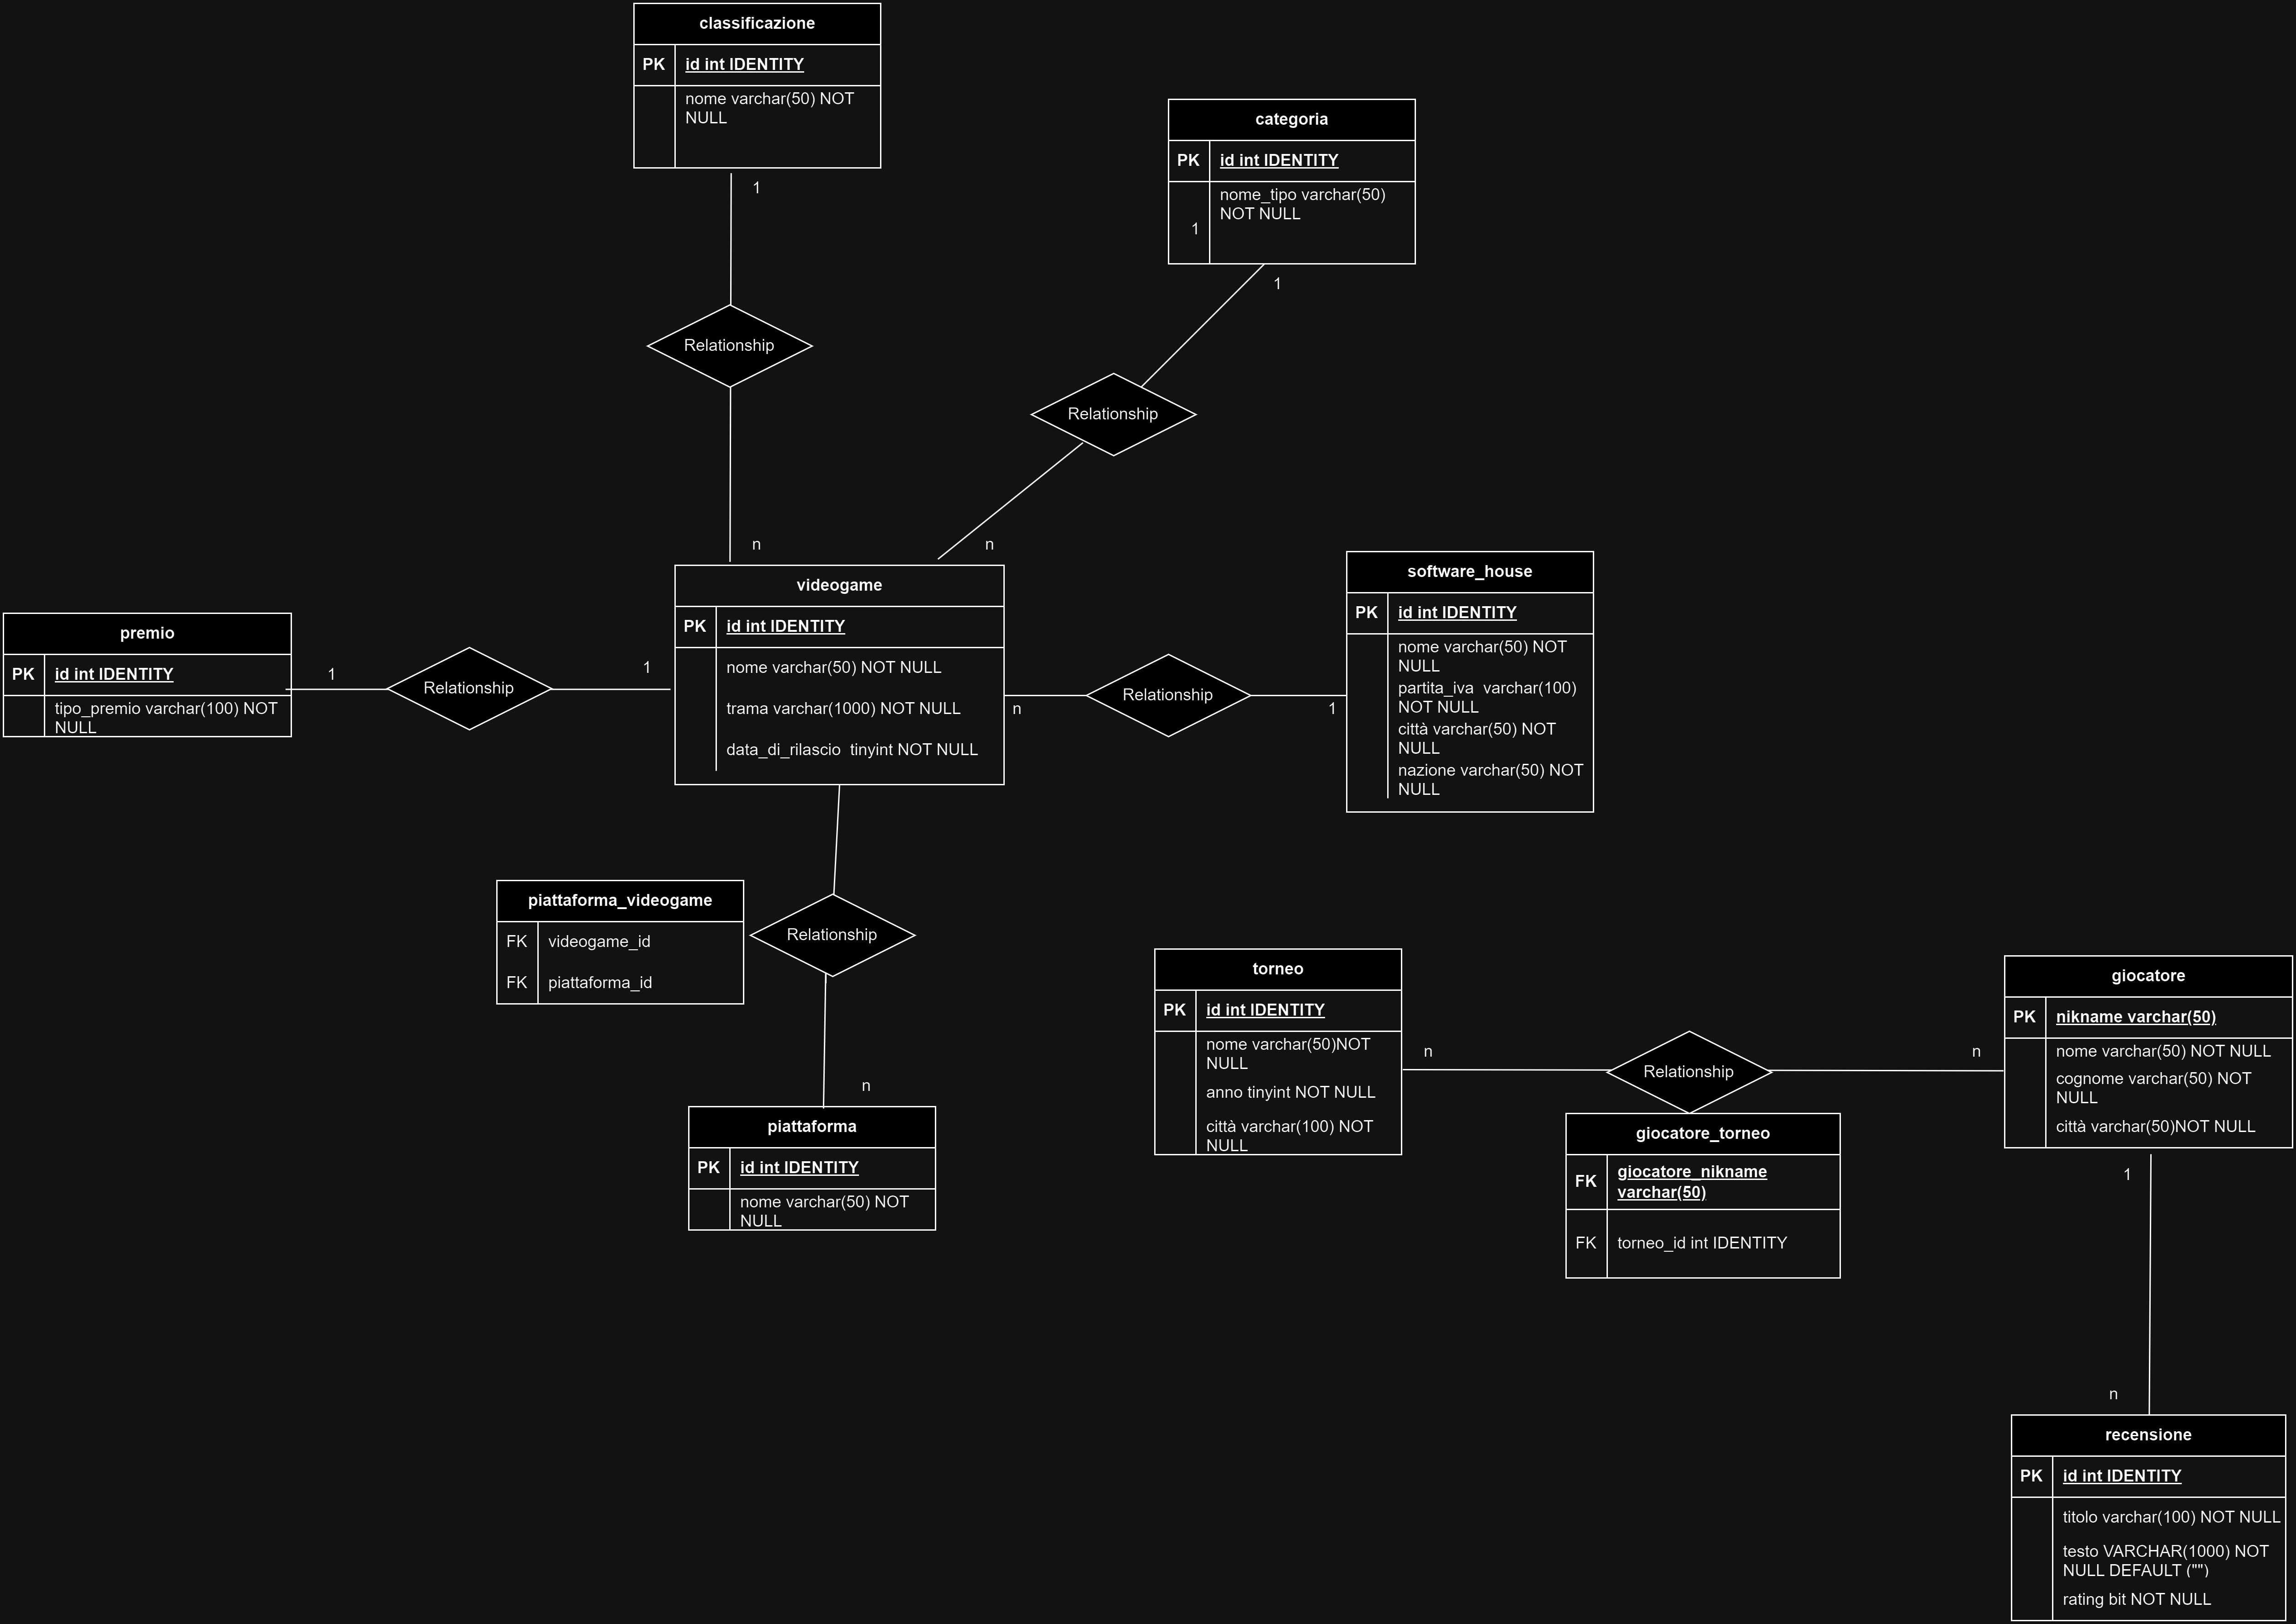 classificazione
PK id int IDENTITY
nome varchar(50) NOT
NULL
1
categoria
PK id int IDENTITY
nome_tipo varchar(50)
NOT NULL
1
1
Relationship
Relationship
n
n
videogame
PK id int IDENTITY
nome varchar(50) NOT NULL
trama varchar(1000) NOT NULL
data_di_rilascio  tinyint NOT NULL
software_house
PK id int IDENTITY
nome varchar(50) NOT
NULL
partita_iva  varchar(100)
NOT NULL
città varchar(50) NOT
NULL
nazione varchar(50) NOT
NULL
premio
PK id int IDENTITY
tipo_premio varchar(100) NOT
NULL
1
Relationship
1
n
Relationship
1
piattaforma_videogame
FK videogame_id
FK piattaforma_id
Relationship
n
piattaforma
PK id int IDENTITY
nome varchar(50) NOT
NULL
torneo
PK id int IDENTITY
nome varchar(50)NOT
NULL
anno tinyint NOT NULL
città varchar(100) NOT
NULL
n
Relationship
n
giocatore_torneo
FK giocatore_nikname
varchar(50)
FK torneo_id int IDENTITY
giocatore
PK nikname varchar(50)
nome varchar(50) NOT NULL
cognome varchar(50) NOT
NULL
città varchar(50)NOT NULL
1
n
recensione
PK id int IDENTITY
titolo varchar(100) NOT NULL
testo VARCHAR(1000) NOT
NULL DEFAULT ("")
rating bit NOT NULL